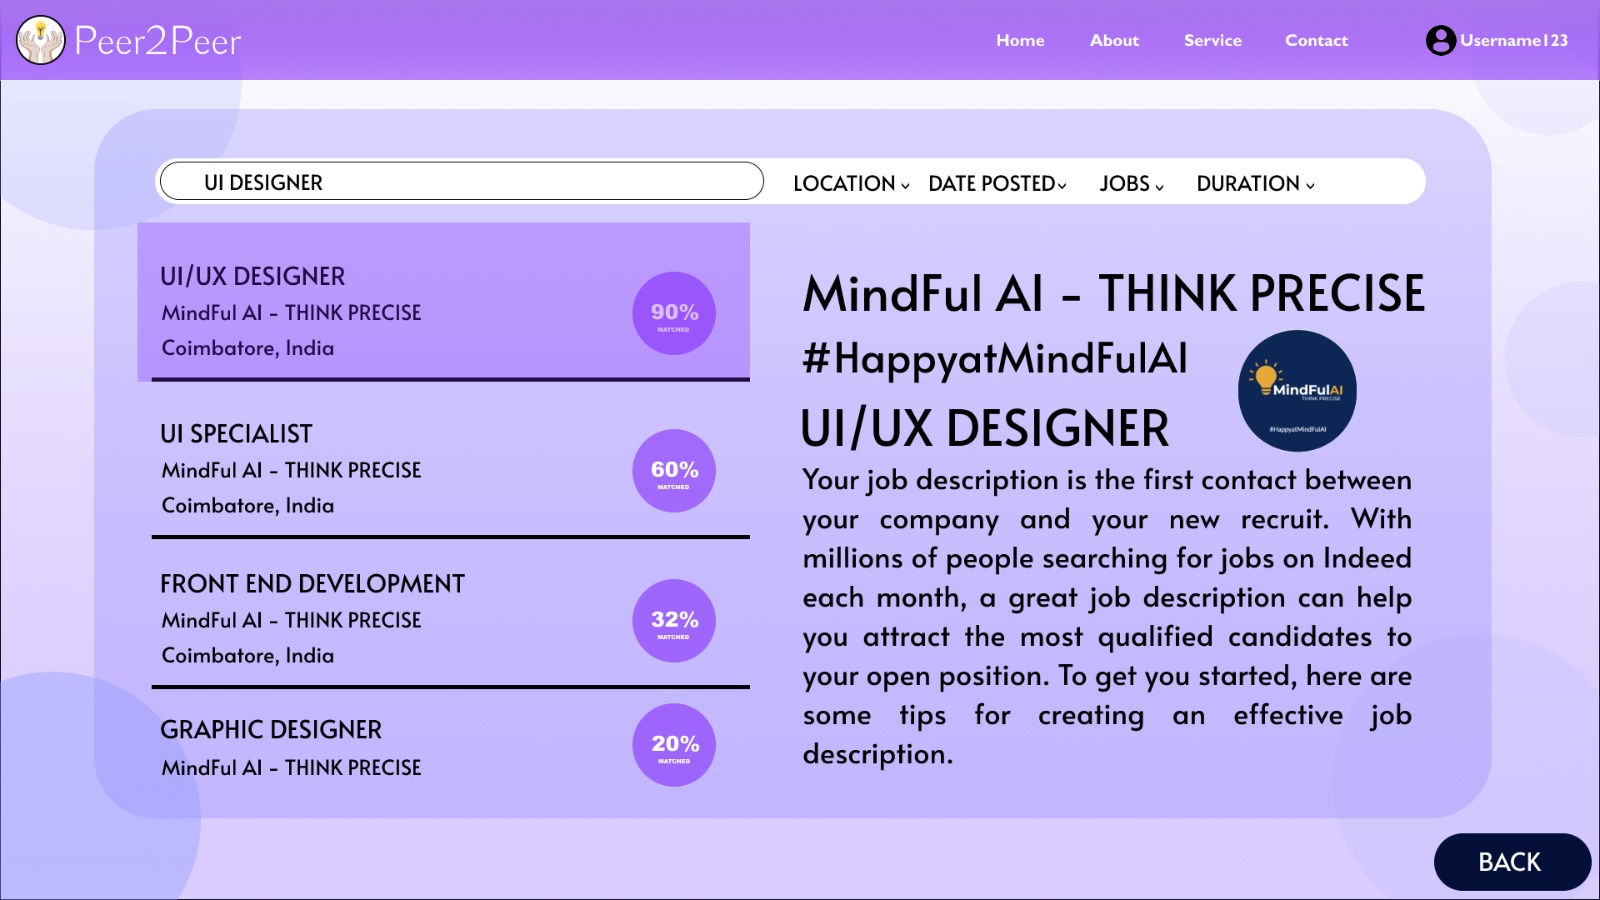 Peer2Peer
Home About Service Contact Username123
UI DESIGNER
LOCATION DATE POSTED JOBS DURATION
UI/UX DESIGNER
MindFul AI - THINK PRECISE
Coimbatore, India
90%
MATCHED
UI SPECIALIST
MindFul AI - THINK PRECISE
Coimbatore, India
60%
MATCHED
FRONT END DEVELOPMENT
MindFul AI - THINK PRECISE
Coimbatore, India
32%
MATCHED
GRAPHIC DESIGNER
MindFul AI - THINK PRECISE
20%
MATCHED
MindFul AI - THINK PRECISE
#HappyatMindFulAI
MindFulAI
THINK PRECISE
#HappyatMindFulAI
UI/UX DESIGNER
Your job description is the first contact between
your company and your new recruit. With
millions of people searching for jobs on Indeed
each month, a great job description can help
you attract the most qualified candidates to
your open position. To get you started, here are
some tips for creating an effective job
description.
BACK